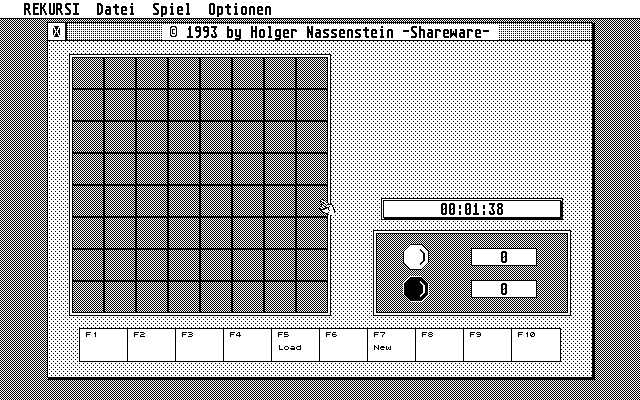 REKURSI Datei Spiel Optionen
© 1993 by Holger Nassenstein -Shareware-
00:01:38
0
0
F1 F2 F3 F4 F5 F6 F7 F8 F9 F10
Load New